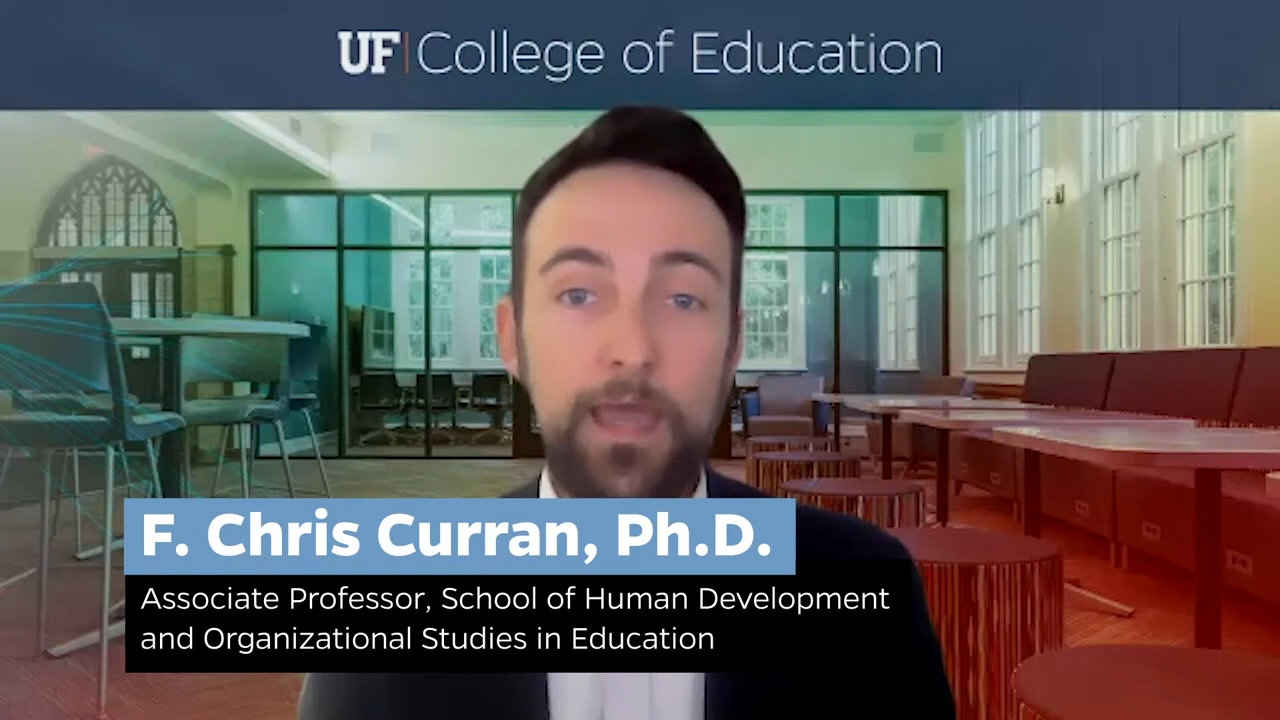 UF | College of Education
F. Chris Curran, Ph.D.
Associate Professor, School of Human Development
and Organizational Studies in Education